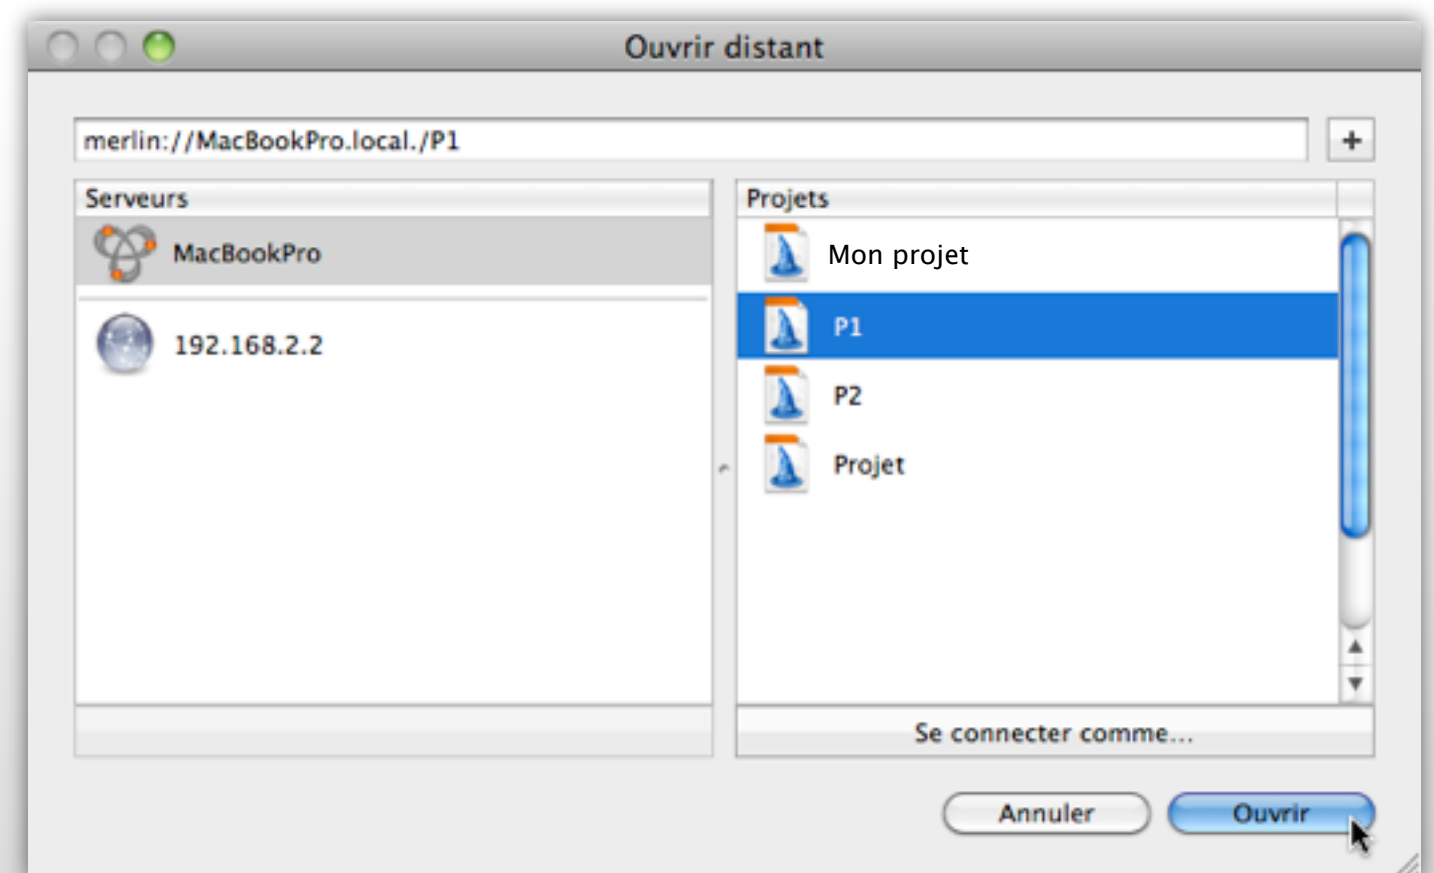 Ouvrir distant
merlin://MacBookPro.local./P1
+
Serveurs
MacBookPro
192.168.2.2
Projets
Mon projet
P1
P2
Projet
Se connecter comme...
Annuler
Ouvrir